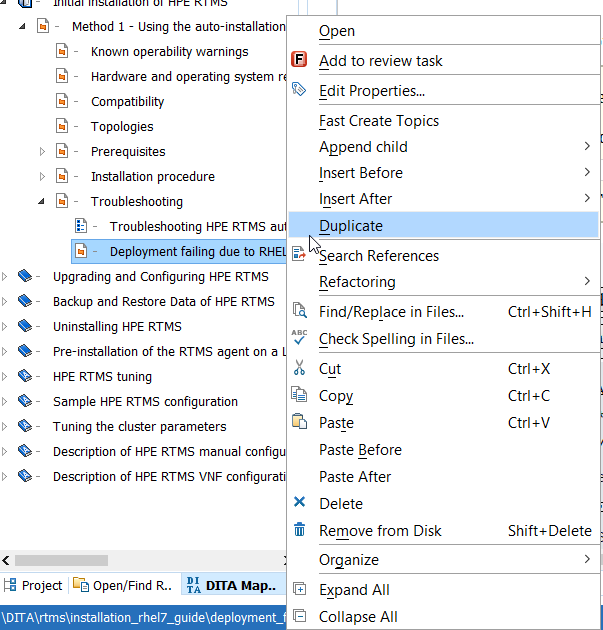 Initial installation of HPE RTMS
Method 1 - Using the auto-installation
Known operability warnings
Hardware and operating system re
Compatibility
Topologies
Prerequisites
Installation procedure
Troubleshooting
Troubleshooting HPE RTMS aut
Deployment failing due to RHEL
Upgrading and Configuring HPE RTMS
Backup and Restore Data of HPE RTMS
Uninstalling HPE RTMS
Pre-installation of the RTMS agent on a L
HPE RTMS tuning
Sample HPE RTMS configuration
Tuning the cluster parameters
Description of HPE RTMS manual configu
Description of HPE RTMS VNF configurati
Project
Open/Find R..
DITA
DITA Map..
\DITA\rtms\installation_rhel7_guide\deployment_f
Open
F Add to review task
Edit Properties...
Fast Create Topics
Append child
Insert Before
Insert After
Duplicate
Search References
Refactoring
Find/Replace in Files... Ctrl+Shift+H
ABC Check Spelling in Files...
Cut Ctrl+X
Copy Ctrl+C
Paste Ctrl+V
Paste Before
Paste After
Delete
Remove from Disk Shift+Delete
Organize
Expand All
Collapse All